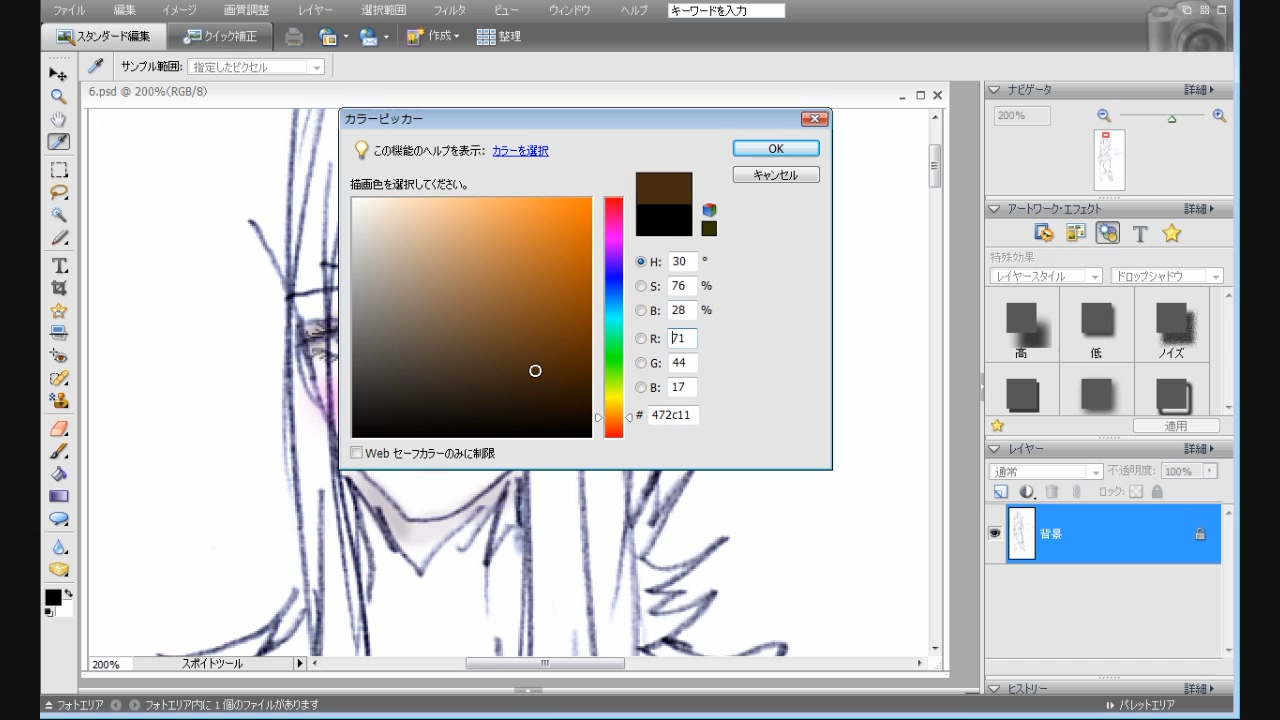 ファイル 編集 イメージ 画質調整 レイヤー 選択範囲 フィルタ ビュー ウィンドウ ヘルプ キーワードを入力
スタンダード編集 クイック補正 作成 整理
サンプル範囲: 指定したピクセル
6.psd @ 200%(RGB/8)
カラーピッカー
この機能のヘルプを表示: カラーを選択
OK
キャンセル
描画色を選択してください。
H: 30 °
S: 76 %
B: 28 %
R: 71
G: 44
B: 17
# 472c11
Web セーフカラーのみに制限
ナビゲータ 詳細
200%
アートワーク・エフェクト 詳細
特殊効果
レイヤースタイル ドロップシャドウ
高 低 ノイズ
適用
レイヤー 詳細
通常 不透明度: 100%
ロック:
背景
ヒストリー 詳細
200% スポイトツール
フォトエリア フォトエリア内に 1 個のファイルがあります パレットエリア